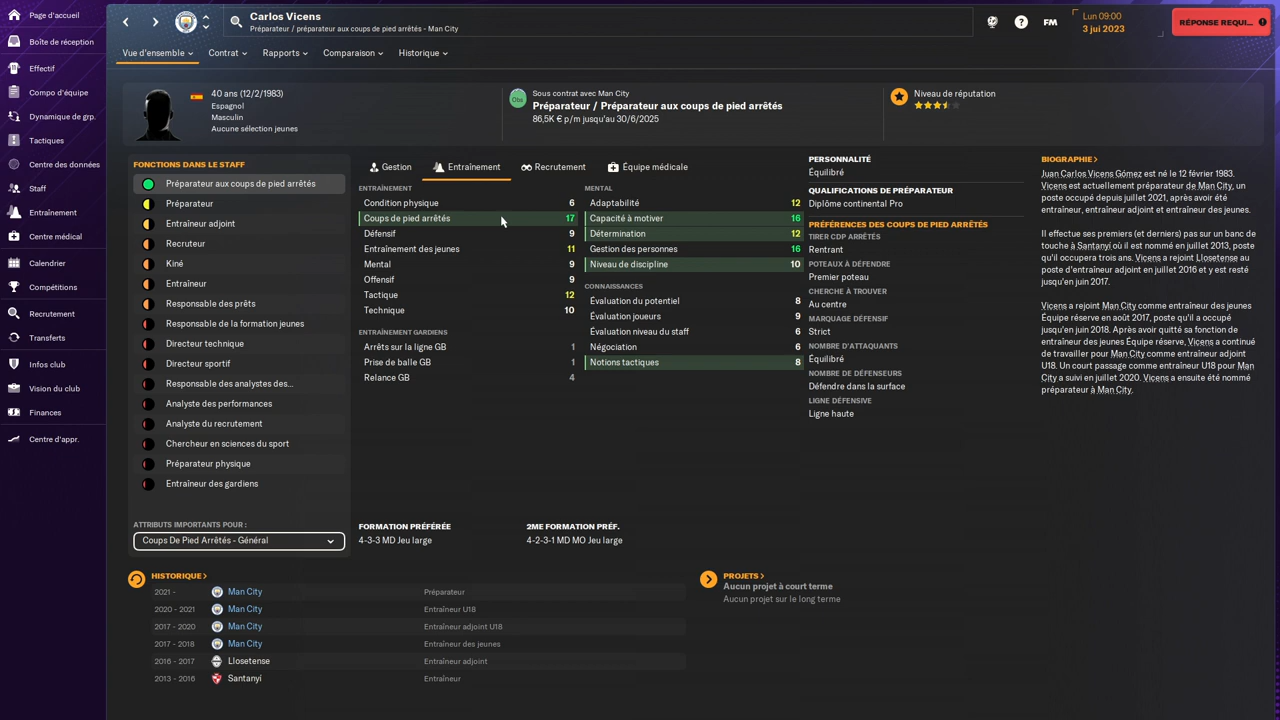 Page d'accueil
Boîte de réception
Effectif
Compo d'équipe
Dynamique de grp.
Tactiques
Centre des données
Staff
Entraînement
Centre médical
Calendrier
Compétitions
Recrutement
Transferts
Infos club
Vision du club
Finances
Centre d'appr.
Carlos Vicens
Préparateur / préparateur aux coups de pied arrêtés - Man City
FM
Lun 09:00
3 jui 2023
RÉPONSE REQUI...
Vue d'ensemble
Contrat
Rapports
Comparaison
Historique
40 ans (12/2/1983)
Espagnol
Masculin
Aucune sélection jeunes
Obs
Sous contrat avec Man City
Préparateur / Préparateur aux coups de pied arrêtés
86,5K € p/m jusqu'au 30/6/2025
Niveau de réputation
FONCTIONS DANS LE STAFF
Préparateur aux coups de pied arrêtés
Préparateur
Entraîneur adjoint
Recruteur
Kiné
Entraîneur
Responsable des prêts
Responsable de la formation jeunes
Directeur technique
Directeur sportif
Responsable des analystes des...
Analyste des performances
Analyste du recrutement
Chercheur en sciences du sport
Préparateur physique
Entraîneur des gardiens
ATTRIBUTS IMPORTANTS POUR :
Coups De Pied Arrêtés - Général
Gestion
Entraînement
Recrutement
Équipe médicale
ENTRAÎNEMENT
Condition physique 6
Coups de pied arrêtés 17
Défensif 9
Entraînement des jeunes 11
Mental 9
Offensif 9
Tactique 12
Technique 10
ENTRAÎNEMENT GARDIENS
Arrêts sur la ligne GB 1
Prise de balle GB 1
Relance GB 4
MENTAL
Adaptabilité 12
Capacité à motiver 16
Détermination 12
Gestion des personnes 16
Niveau de discipline 10
CONNAISSANCES
Évaluation du potentiel 8
Évaluation joueurs 9
Évaluation niveau du staff 6
Négociation 6
Notions tactiques 8
FORMATION PRÉFÉRÉE
4-3-3 MD Jeu large
2ME FORMATION PRÉF.
4-2-3-1 MD MO Jeu large
PERSONALITÉ
Équilibré
QUALIFICATIONS DE PRÉPARATEUR
Diplôme continental Pro
PRÉFÉRENCES DES COUPS DE PIED ARRÊTÉS
TIRER CDP ARRÊTÉS
Rentrant
POTEAUX À DÉFENDRE
Premier poteau
CHERCHE À TROUVER
Au centre
MARQUAGE DÉFENSIF
Strict
NOMBRE D'ATTAQUANTS
Équilibré
NOMBRE DE DÉFENSEURS
Défendre dans la surface
LIGNE DÉFENSIVE
Ligne haute
BIOGRAPHIE >
Juan Carlos Vicens Gómez est né le 12 février 1983.
Vicens est actuellement préparateur de Man City, un
poste occupé depuis juillet 2021, après avoir été
entraîneur, entraîneur adjoint et entraîneur des jeunes.
Il effectue ses premiers (et derniers) pas sur un banc de
touche à Santanyí où il est nommé en juillet 2013, poste
qu'il occupera trois ans. Vicens a rejoint Llosetense au
poste d'entraîneur adjoint en juillet 2016 et y est resté
jusqu'en juin 2017.
Vicens a rejoint Man City comme entraîneur des jeunes
Équipe réserve en août 2017, poste qu'il a occupé
jusqu'en juin 2018. Après avoir quitté sa fonction de
entraîneur des jeunes Équipe réserve, Vicens a continué
de travailler pour Man City comme entraîneur adjoint
U18. Un court passage comme entraîneur U18 pour Man
City a suivi en juillet 2020. Vicens a ensuite été nommé
préparateur à Man City.
HISTORIQUE >
2021 - Man City Préparateur
2020 - 2021 Man City Entraîneur U18
2017 - 2020 Man City Entraîneur adjoint U18
2017 - 2018 Man City Entraîneur des jeunes
2016 - 2017 Llosetense Entraîneur adjoint
2013 - 2016 Santanyí Entraîneur
PROJETS >
Aucun projet à court terme
Aucun projet sur le long terme